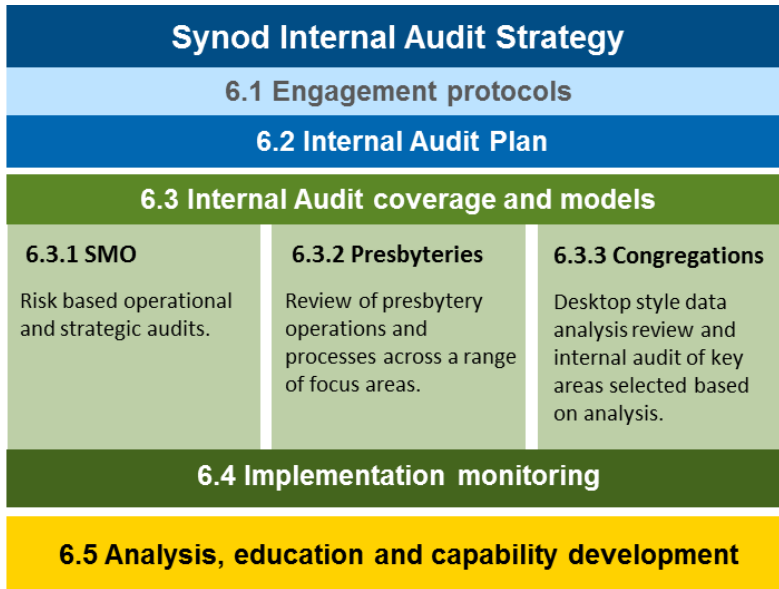 Synod Internal Audit Strategy
6.1 Engagement protocols
6.2 Internal Audit Plan
6.3 Internal Audit coverage and models
6.3.1 SMO
Risk based operational
and strategic audits.
6.3.2 Presbyteries
Review of presbytery
operations and
processes across a range
of focus areas.
6.3.3 Congregations
Desktop style data
analysis review and
internal audit of key
areas selected based
on analysis.
6.4 Implementation monitoring
6.5 Analysis, education and capability development